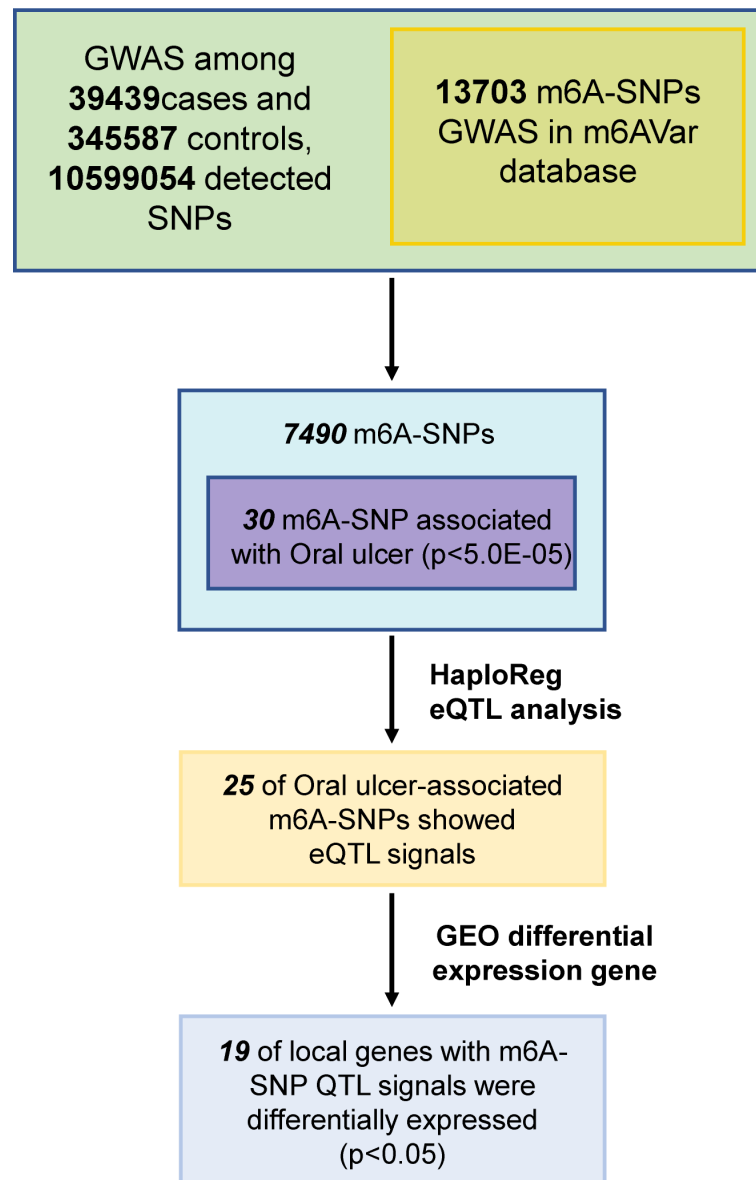 GWAS among
39439cases and
345587 controls,
10599054 detected
SNPs
13703 m6A-SNPs
GWAS in m6AVar
database
7490 m6A-SNPs
30 m6A-SNP associated
with Oral ulcer (p<5.0E-05)
HaploReg
eQTL analysis
25 of Oral ulcer-associated
m6A-SNPs showed
eQTL signals
GEO differential
expression gene
19 of local genes with m6A-
SNP QTL signals were
differentially expressed
(p<0.05)